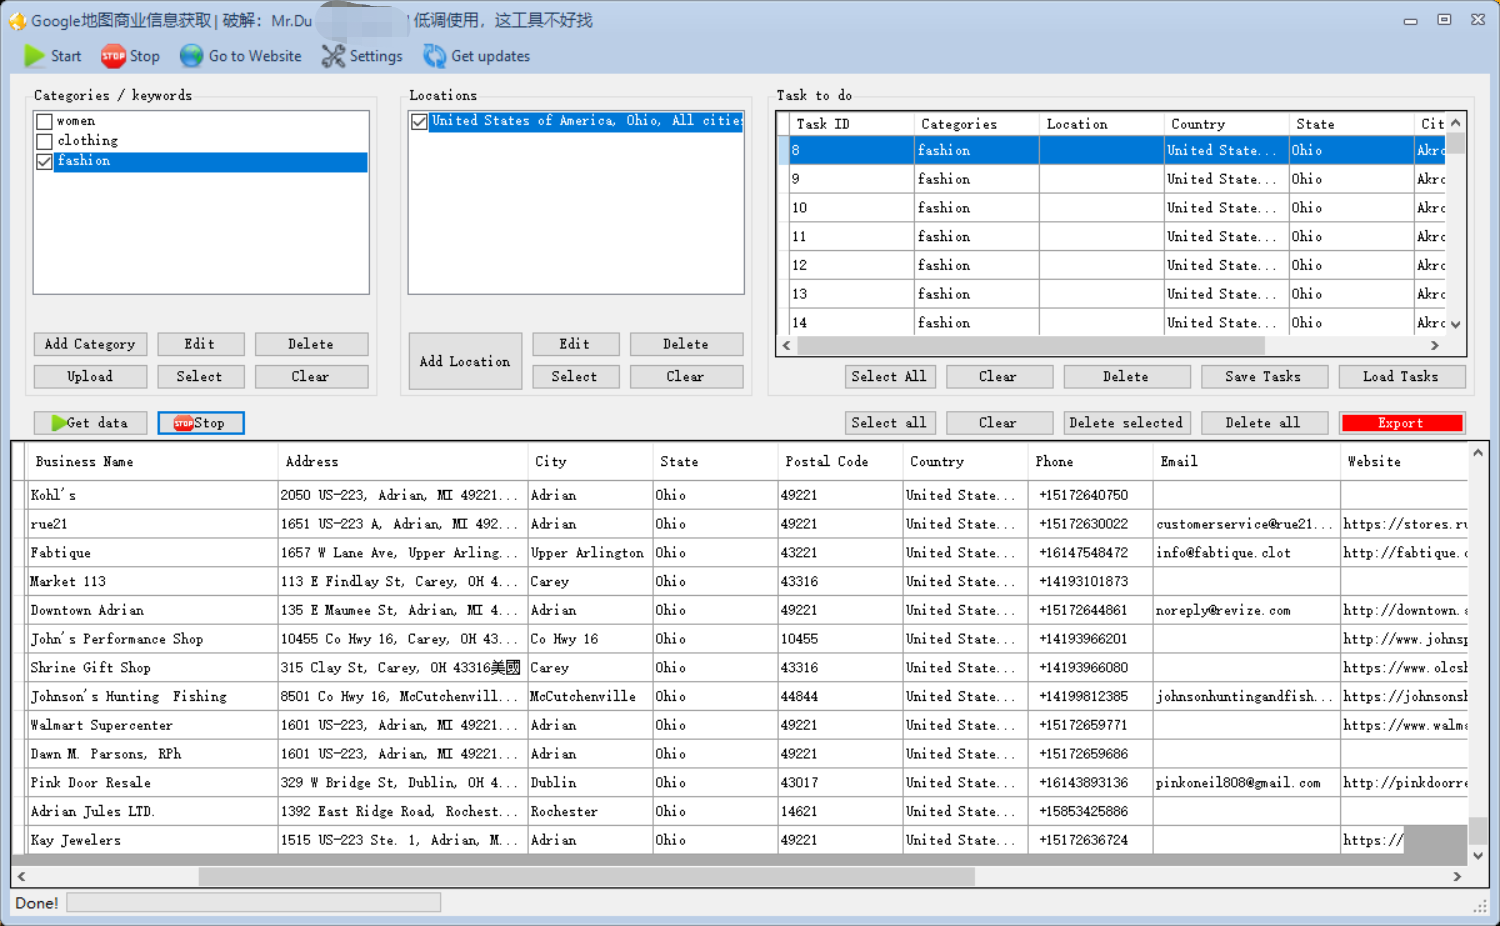 Google地图商业信息获取 | 破解：Mr.Du | 低调使用，这工具不好找
Start Stop Go to Website Settings Get updates
Categories / keywords
women
clothing
fashion
Add Category Edit Delete
Upload Select Clear
Locations
United States of America, Ohio, All cities
Add Location Edit Delete
Select Clear
Task to do
Task ID Categories Location Country State Cit
8 fashion United State... Ohio Akro
9 fashion United State... Ohio Akro
10 fashion United State... Ohio Akro
11 fashion United State... Ohio Akro
12 fashion United State... Ohio Akro
13 fashion United State... Ohio Akro
14 fashion United State... Ohio Akro
Select All Clear Delete Save Tasks Load Tasks
Get data Stop Select all Clear Delete selected Delete all Export
Business Name Address City State Postal Code Country Phone Email Website
Kohl's 2050 US-223, Adrian, MI 49221... Adrian Ohio 49221 United State... +15172640750
rue21 1651 US-223 A, Adrian, MI 492... Adrian Ohio 49221 United State... +15172630022 customerservice@rue21... https://stores.ru
Fabtique 1657 W Lane Ave, Upper Arling... Upper Arlington Ohio 43221 United State... +16147548472 info@fabtique.clot http://fabtique.c
Market 113 113 E Findlay St, Carey, OH 4... Carey Ohio 43316 United State... +14193101873
Downtown Adrian 135 E Maumee St, Adrian, MI 4... Adrian Ohio 49221 United State... +15172644861 noreply@revize.com http://downtown.a
John's Performance Shop 10455 Co Hwy 16, Carey, OH 43... Co Hwy 16 Ohio 10455 United State... +14193966201 http://www.johnsp
Shrine Gift Shop 315 Clay St, Carey, OH 43316美國 Carey Ohio 43316 United State... +14193966080 https://www.olcsh
Johnson's Hunting Fishing 8501 Co Hwy 16, McCutchenvill... McCutchenville Ohio 44844 United State... +14199812385 johnsonhuntingandfish... https://johnsonsh
Walmart Supercenter 1601 US-223, Adrian, MI 49221... Adrian Ohio 49221 United State... +15172659771 https://www.walma
Dawn M. Parsons, RPh 1601 US-223, Adrian, MI 49221... Adrian Ohio 49221 United State... +15172659686
Pink Door Resale 329 W Bridge St, Dublin, OH 4... Dublin Ohio 43017 United State... +16143893136 pinkoneil808@gmail.com http://pinkdoorre
Adrian Jules LTD. 1392 East Ridge Road, Rochest... Rochester Ohio 14621 United State... +15853425886
Kay Jewelers 1515 US-223 Ste. 1, Adrian, M... Adrian Ohio 49221 United State... +15172636724 https://
Done!